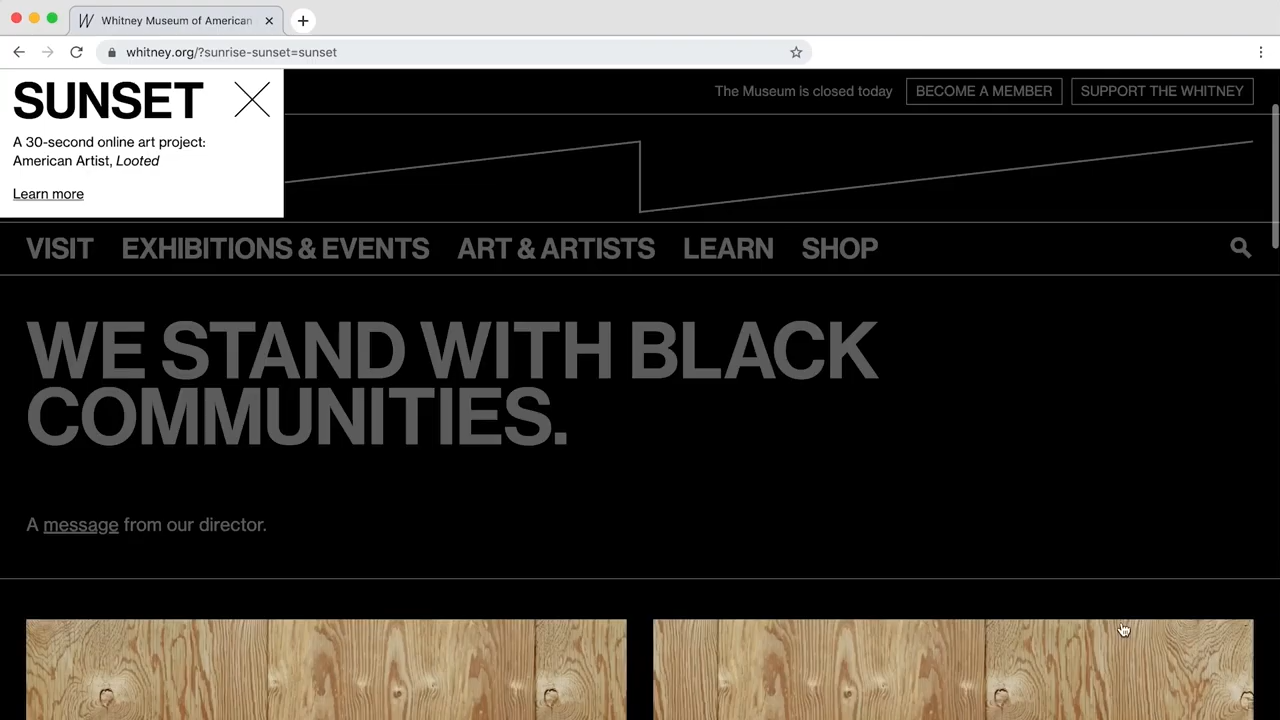 Whitney Museum of American
whitney.org/?sunrise-sunset=sunset
SUNSET
A 30-second online art project:
American Artist, Looted
Learn more
The Museum is closed today
BECOME A MEMBER
SUPPORT THE WHITNEY
VISIT
EXHIBITIONS & EVENTS
ART & ARTISTS
LEARN
SHOP
WE STAND WITH BLACK
COMMUNITIES.
A message from our director.